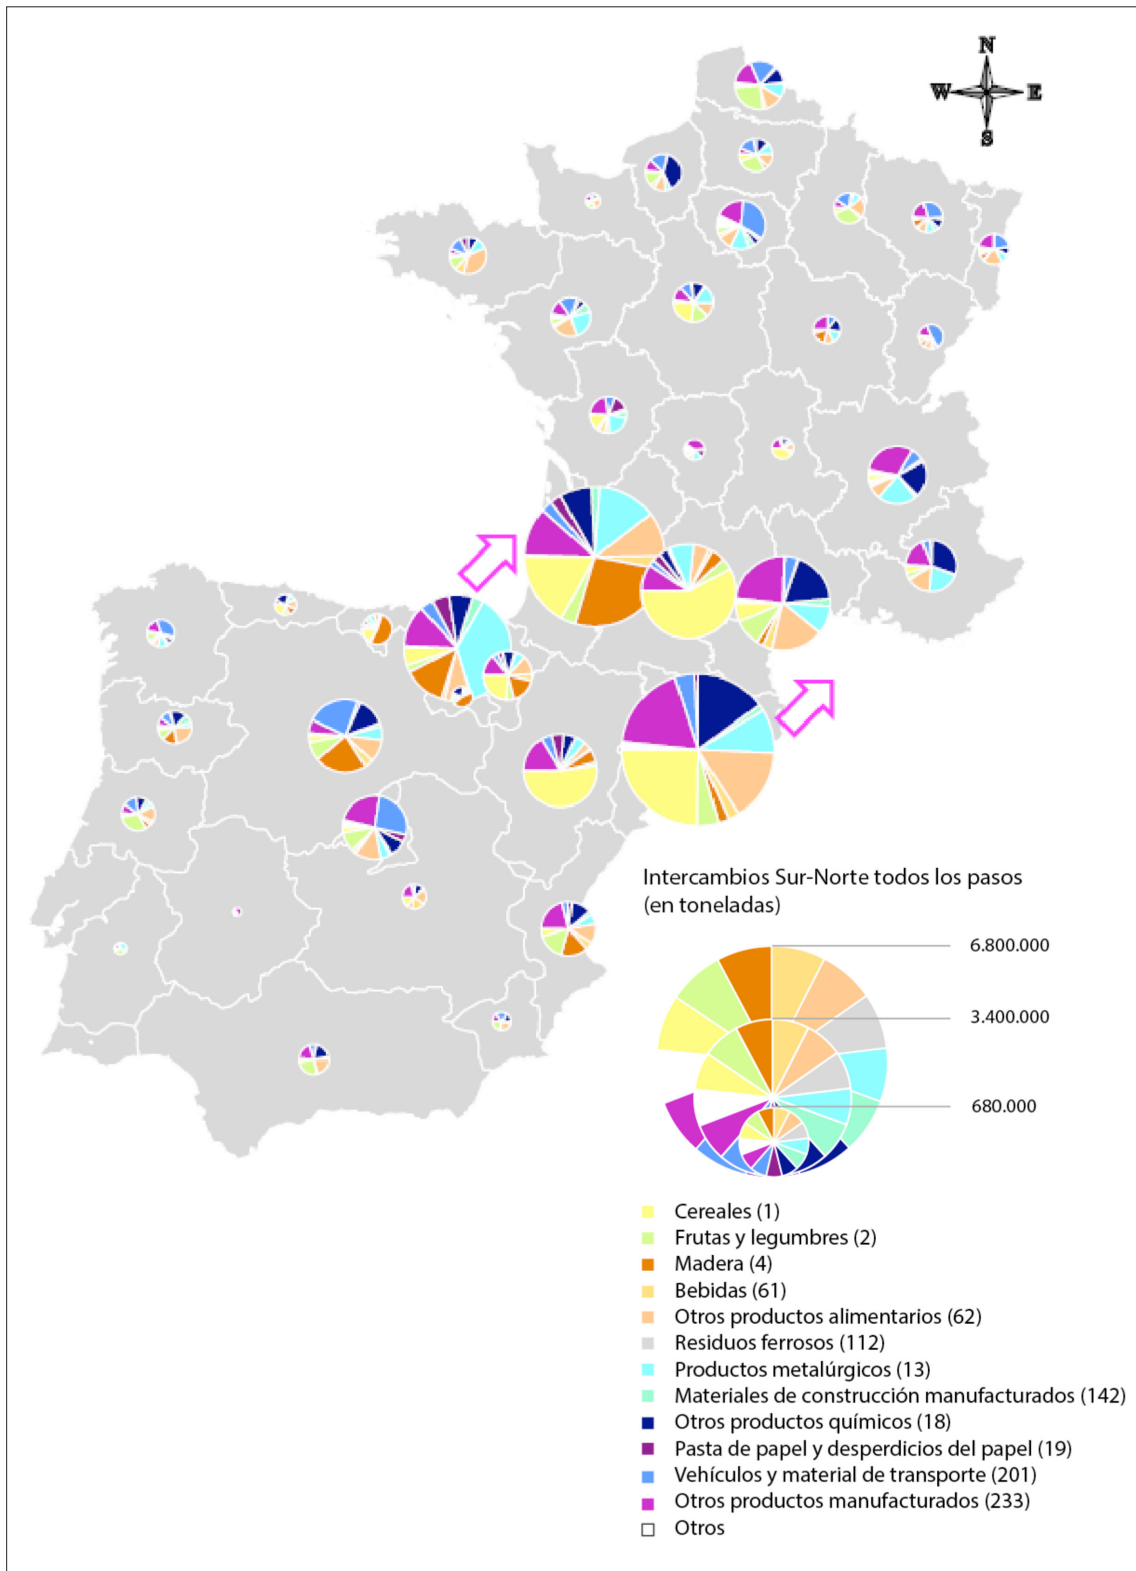 N
W E
S
Intercambios Sur-Norte todos los pasos
(en toneladas)
6.800.000
3.400.000
680.000
Cereales (1)
Frutas y legumbres (2)
Madera (4)
Bebidas (61)
Otros productos alimentarios (62)
Residuos ferrosos (112)
Productos metalúrgicos (13)
Materiales de construcción manufacturados (142)
Otros productos químicos (18)
Pasta de papel y desperdicios del papel (19)
Vehículos y material de transporte (201)
Otros productos manufacturados (233)
Otros